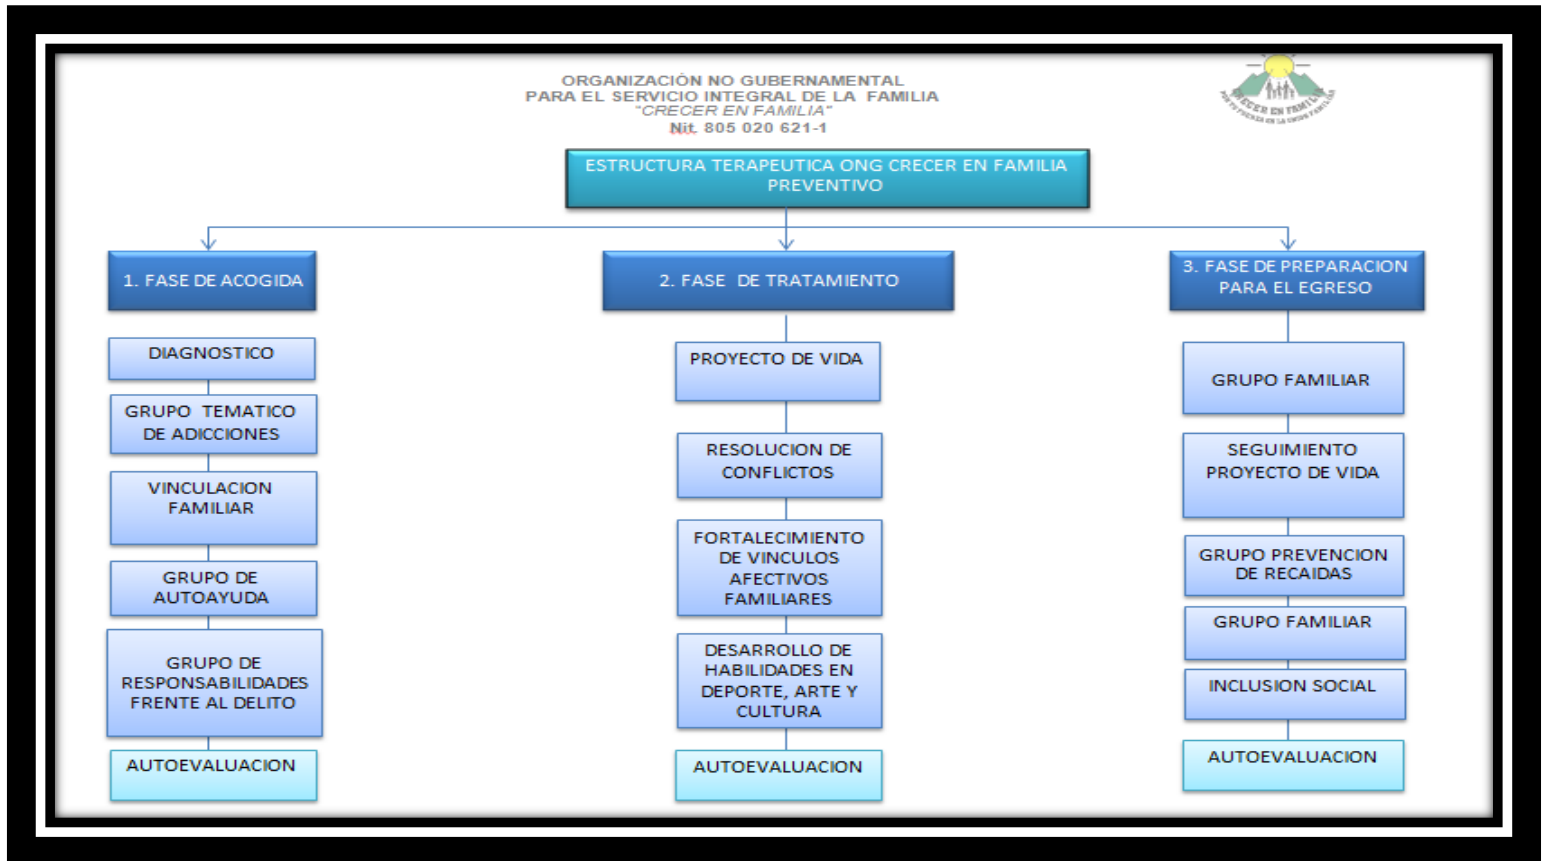 ORGANIZACIÓN NO GUBERNAMENTAL
PARA EL SERVICIO INTEGRAL DE LA FAMILIA
"CRECER EN FAMILIA"
Nit. 805 020 621-1
CRECER EN FAMILIA
ESTRUCTURA TERAPEUTICA ONG CRECER EN FAMILIA
PREVENTIVO
1. FASE DE ACOGIDA
DIAGNOSTICO
GRUPO TEMATICO
DE ADICCIONES
VINCULACION
FAMILIAR
GRUPO DE
AUTOAYUDA
GRUPO DE
RESPONSABILIDADES
FRENTE AL DELITO
AUTOEVALUACION
2. FASE DE TRATAMIENTO
PROYECTO DE VIDA
RESOLUCION DE
CONFLICTOS
FORTALECIMIENTO
DE VINCULOS
AFECTIVOS
FAMILIARES
DESARROLLO DE
HABILIDADES EN
DEPORTE, ARTE Y
CULTURA
AUTOEVALUACION
3. FASE DE PREPARACION
PARA EL EGRESO
GRUPO FAMILIAR
SEGUIMIENTO
PROYECTO DE VIDA
GRUPO PREVENCION
DE RECAIDAS
GRUPO FAMILIAR
INCLUSION SOCIAL
AUTOEVALUACION